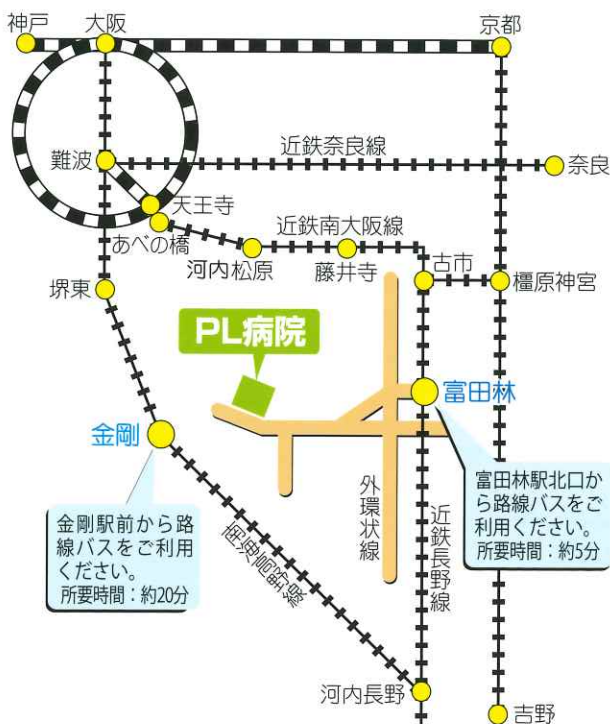 神戸
大阪
京都
難波
近鉄奈良線
奈良
天王寺
あべの橋
近鉄南大阪線
河内松原
藤井寺
古市
橿原神宮
堺東
PL病院
富田林
金剛
富田林駅北口か
ら路線バスをご
利用ください。
所要時間：約5分
金剛駅前から路
線バスをご利用
ください。
所要時間：約20分
外環状線
近鉄長野線
南海高野線
河内長野
吉野